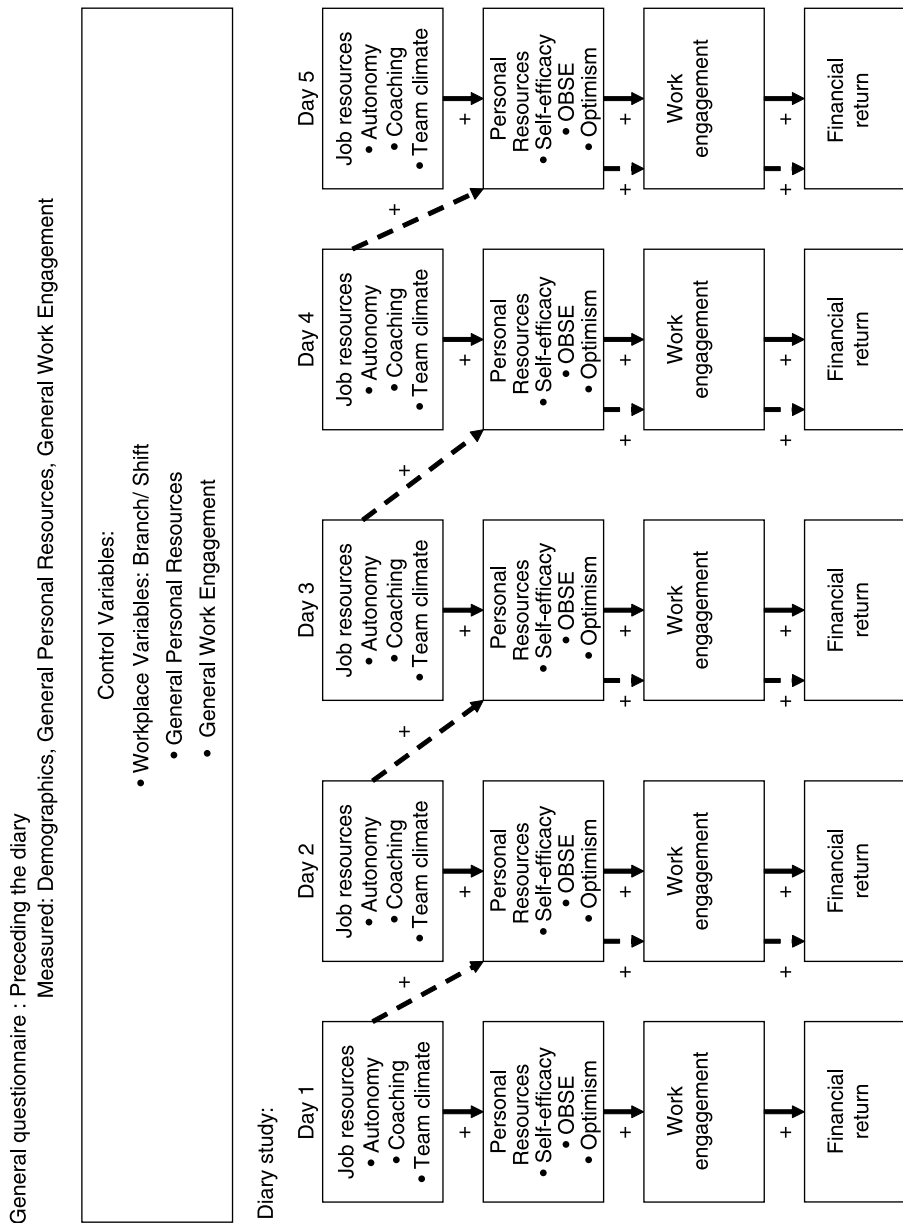 General questionnaire : Preceding the diary
Measured: Demographics, General Personal Resources, General Work Engagement
Control Variables:
• Workplace Variables: Branch/ Shift
• General Personal Resources
• General Work Engagement
Diary study:
Day 1
Job resources
• Autonomy
• Coaching
• Team climate
+
Personal
Resources
• Self-efficacy
• OBSE
• Optimism
+
Work
engagement
+
Financial
return
+
Day 2
Job resources
• Autonomy
• Coaching
• Team climate
+
Personal
Resources
• Self-efficacy
• OBSE
• Optimism
+
+
Work
engagement
+
+
Financial
return
+
Day 3
Job resources
• Autonomy
• Coaching
• Team climate
+
Personal
Resources
• Self-efficacy
• OBSE
• Optimism
+
+
Work
engagement
+
+
Financial
return
+
Day 4
Job resources
• Autonomy
• Coaching
• Team climate
+
Personal
Resources
• Self-efficacy
• OBSE
• Optimism
+
+
Work
engagement
+
+
Financial
return
+
Day 5
Job resources
• Autonomy
• Coaching
• Team climate
+
Personal
Resources
• Self-efficacy
• OBSE
• Optimism
+
+
Work
engagement
+
+
Financial
return